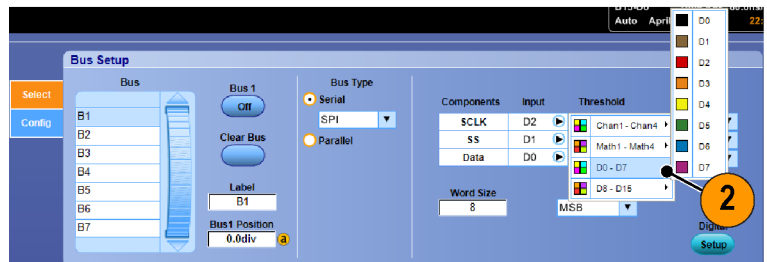 Auto April
22:
D0
D1
D2
D3
D4
D5
D6
D7
Bus Setup
Select
Config
Bus
B1
B2
B3
B4
B5
B6
B7
Bus 1
Off
Clear Bus
Label
B1
Bus1 Position
0.0div
a
Bus Type
Serial
SPI
Parallel
Components Input Threshold
SCLK D2
SS D1
Data D0
Chan1 - Chan4
Math1 - Math4
D0 - D7
D8 - D15
Word Size
8
MSB
2
Digital
Setup